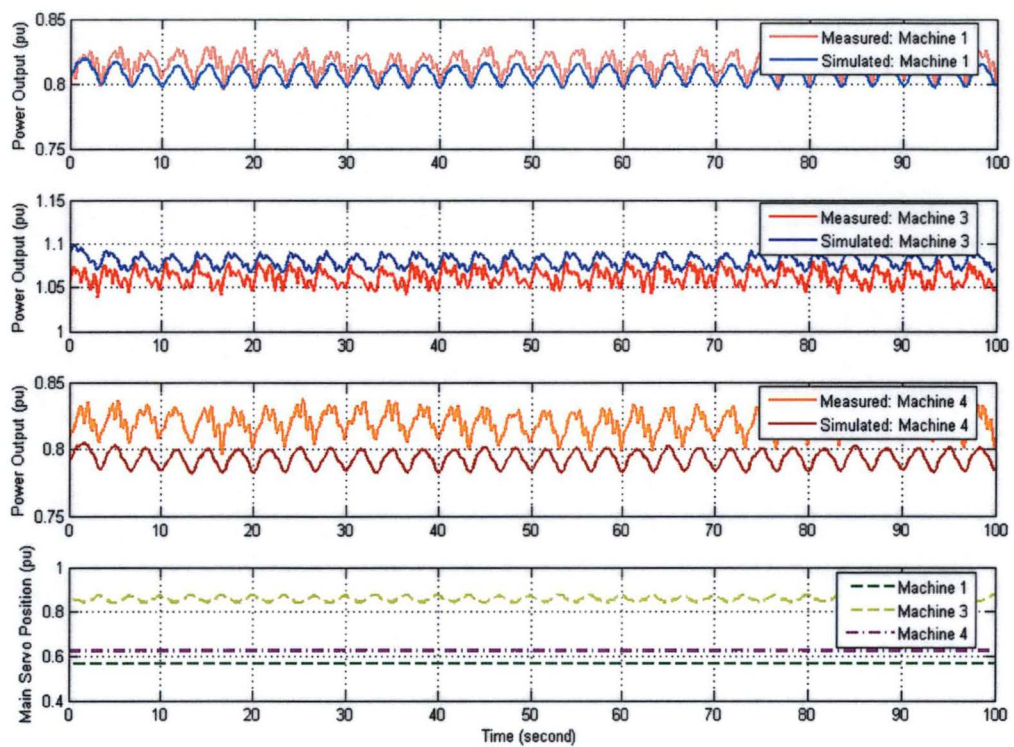 0.85
0.8
0.75
Power Output (pu)
Measured: Machine 1
Simulated: Machine 1
0 10 20 30 40 50 60 70 80 90 100
1.15
1.10
1.05
1
Power Output (pu)
Measured: Machine 3
Simulated: Machine 3
0 10 20 30 40 50 60 70 80 90 100
0.85
0.8
0.75
Power Output (pu)
Measured: Machine 4
Simulated: Machine 4
0 10 20 30 40 50 60 70 80 90 100
1
0.8
0.6
0.4
Main Servo Position (pu)
Machine 1
Machine 3
Machine 4
0 10 20 30 40 50 60 70 80 90 100
Time (second)